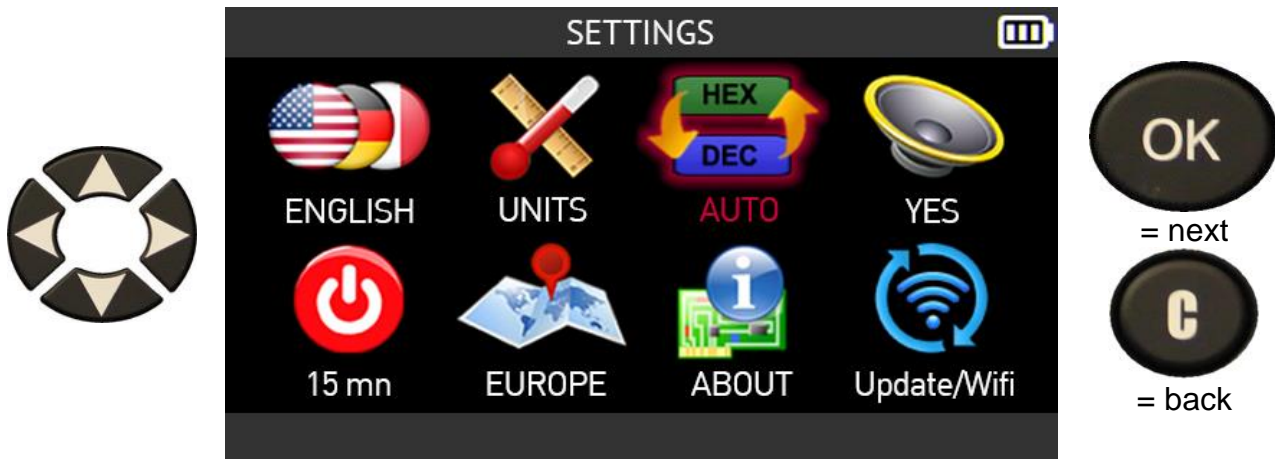 SETTINGS
HEX
DEC
ENGLISH UNITS AUTO YES
15 mn EUROPE ABOUT Update/Wifi
OK
= next
C
= back